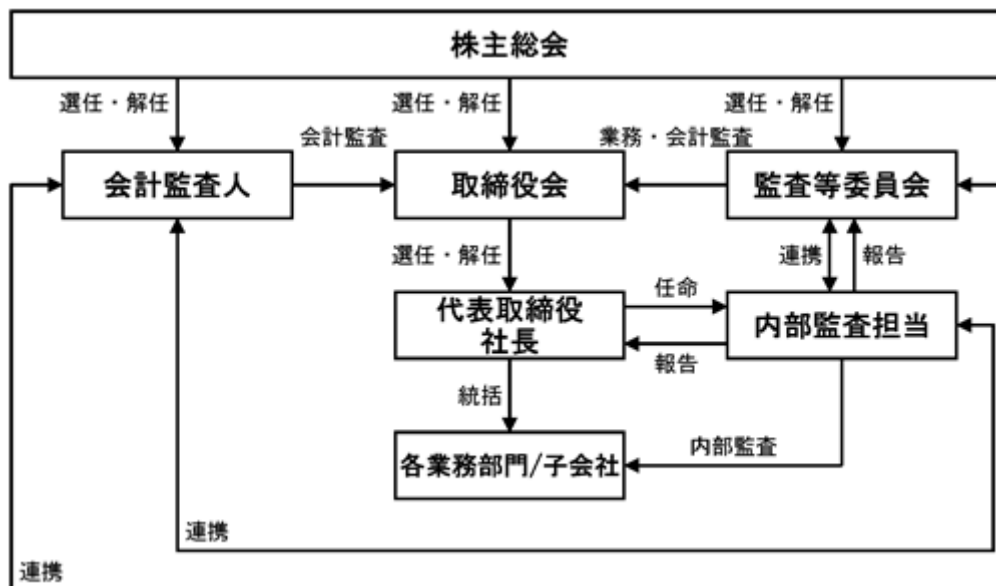 株主総会
選任・解任
選任・解任
選任・解任
会計監査
業務・会計監査
会計監査人
取締役会
監査等委員会
選任・解任
連携
報告
任命
代表取締役
社長
内部監査担当
報告
統括
内部監査
各業務部門/子会社
連携
連携